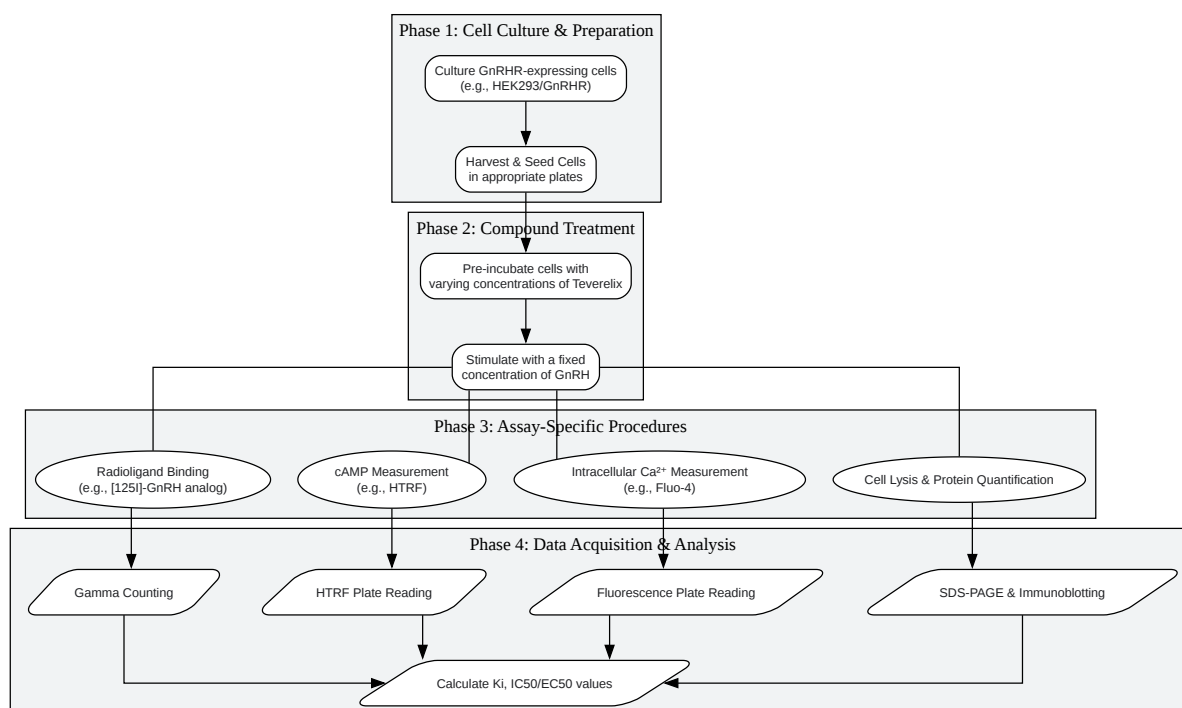 Phase 1: Cell Culture & Preparation
Culture GnRHR-expressing cells
(e.g., HEK293/GnRHR)
Harvest & Seed Cells
in appropriate plates
Phase 2: Compound Treatment
Pre-incubate cells with
varying concentrations of Teverelix
Stimulate with a fixed
concentration of GnRH
Phase 3: Assay-Specific Procedures
Radioligand Binding
(e.g., [125I]-GnRH analog)
cAMP Measurement
(e.g., HTRF)
Intracellular Ca²⁺ Measurement
(e.g., Fluo-4)
Cell Lysis & Protein Quantification
Phase 4: Data Acquisition & Analysis
Gamma Counting
HTRF Plate Reading
Fluorescence Plate Reading
SDS-PAGE & Immunoblotting
Calculate Ki, IC50/EC50 values